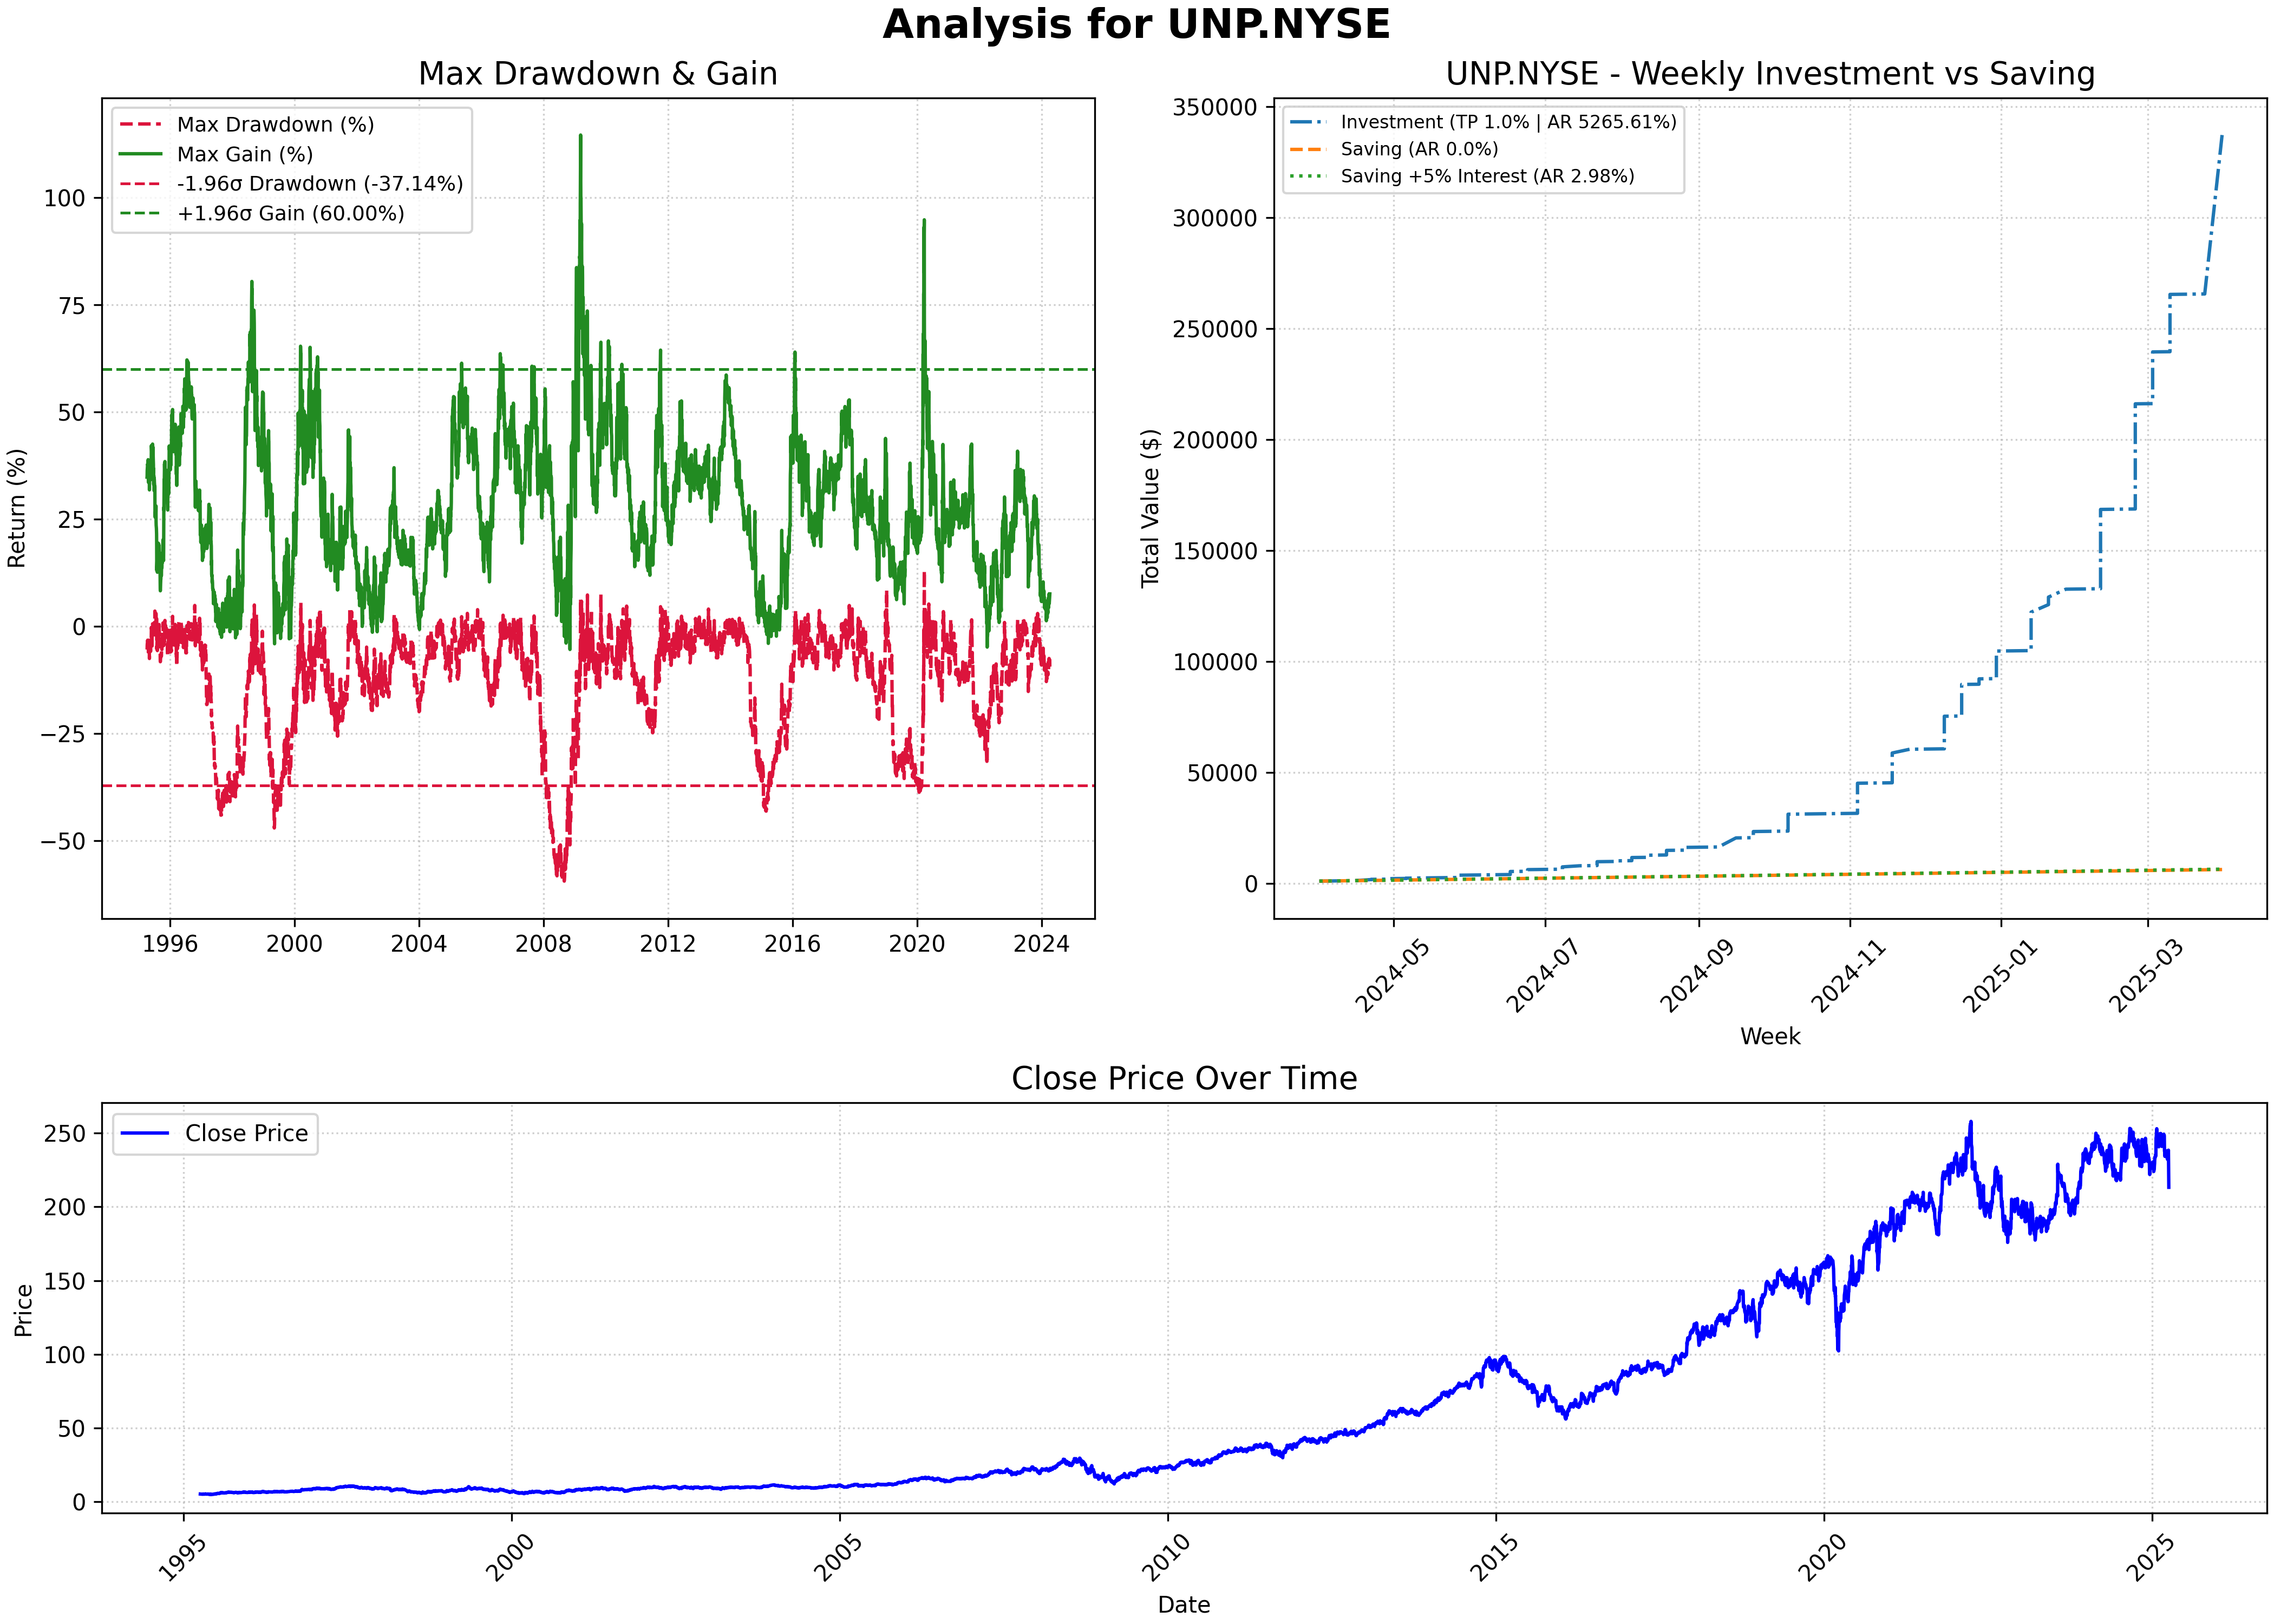 Analysis for UNP.NYSE
Max Drawdown & Gain
Max Drawdown (%)
Max Gain (%)
-1.96σ Drawdown (-37.14%)
+1.96σ Gain (60.00%)
Return (%)
100
75
50
25
0
−25
−50
1996
2000
2004
2008
2012
2016
2020
2024
UNP.NYSE - Weekly Investment vs Saving
Investment (TP 1.0% | AR 5265.61%)
Saving (AR 0.0%)
Saving +5% Interest (AR 2.98%)
Total Value ($)
350000
300000
250000
200000
150000
100000
50000
0
2024-05
2024-07
2024-09
2024-11
2025-01
2025-03
Week
Close Price Over Time
Close Price
Price
250
200
150
100
50
0
1995
2000
2005
2010
2015
2020
2025
Date